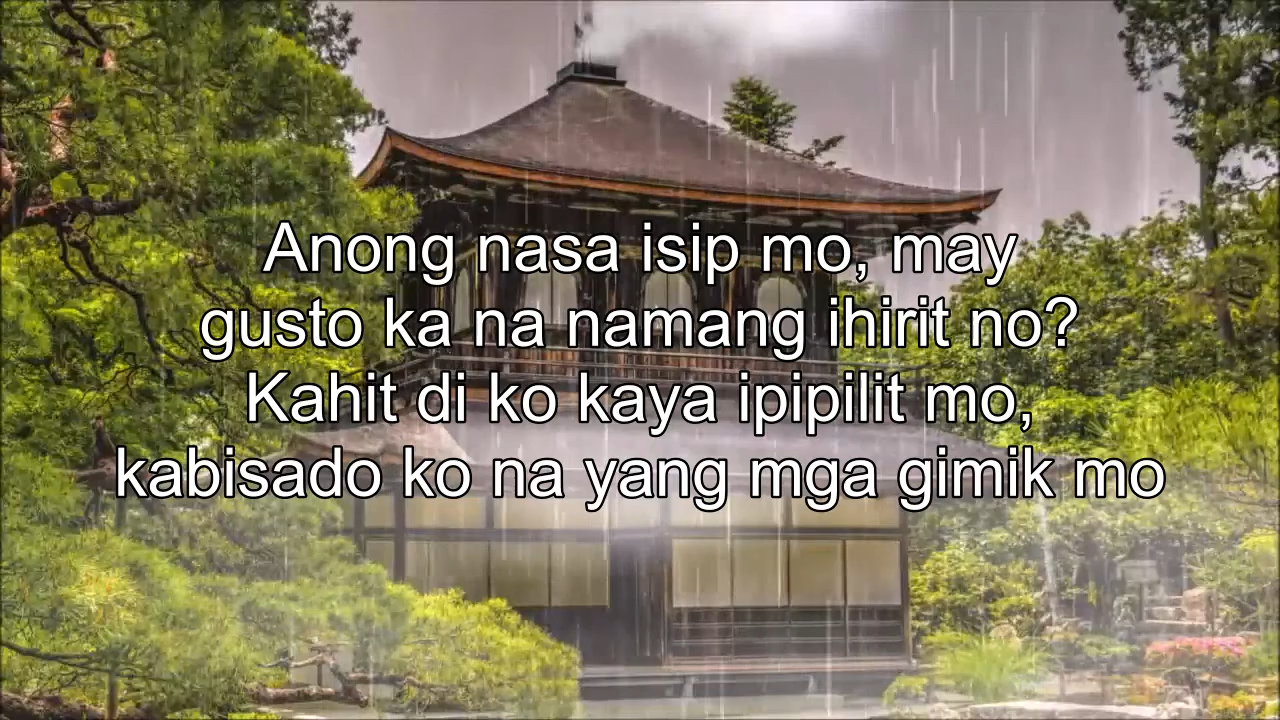 Anong nasa isip mo, may
gusto ka na namang ihirit no?
Kahit di ko kaya ipipilit mo,
kabisado ko na yang mga gimik mo